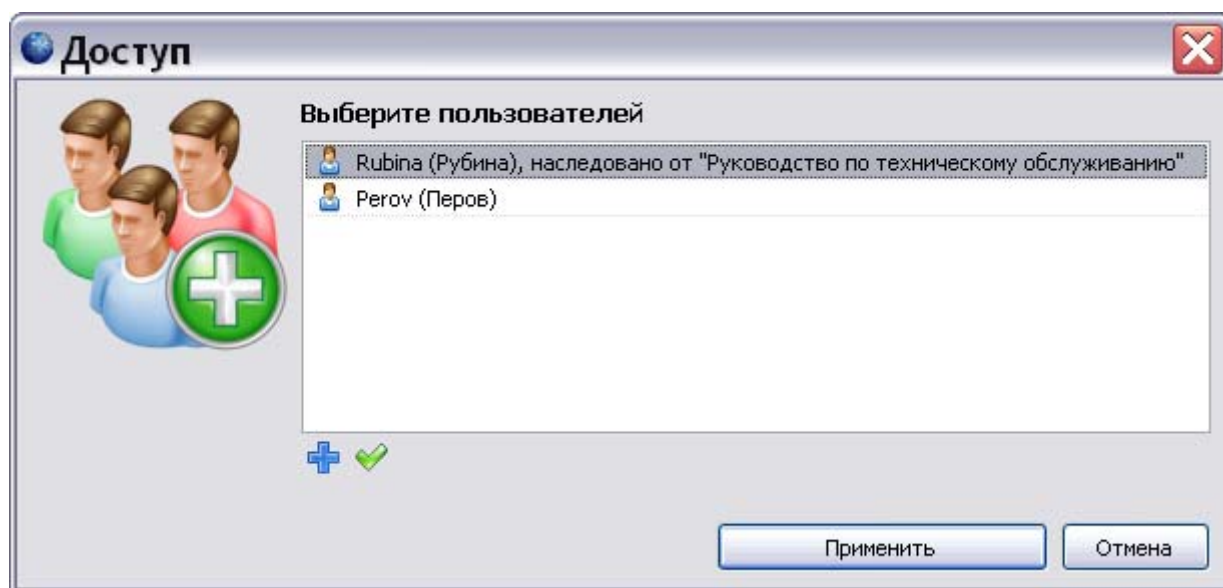 Доступ
Выберите пользователей
Rubina (Рубина), наследовано от "Руководство по техническому обслуживанию"
Perov (Перов)
Применить
Отмена